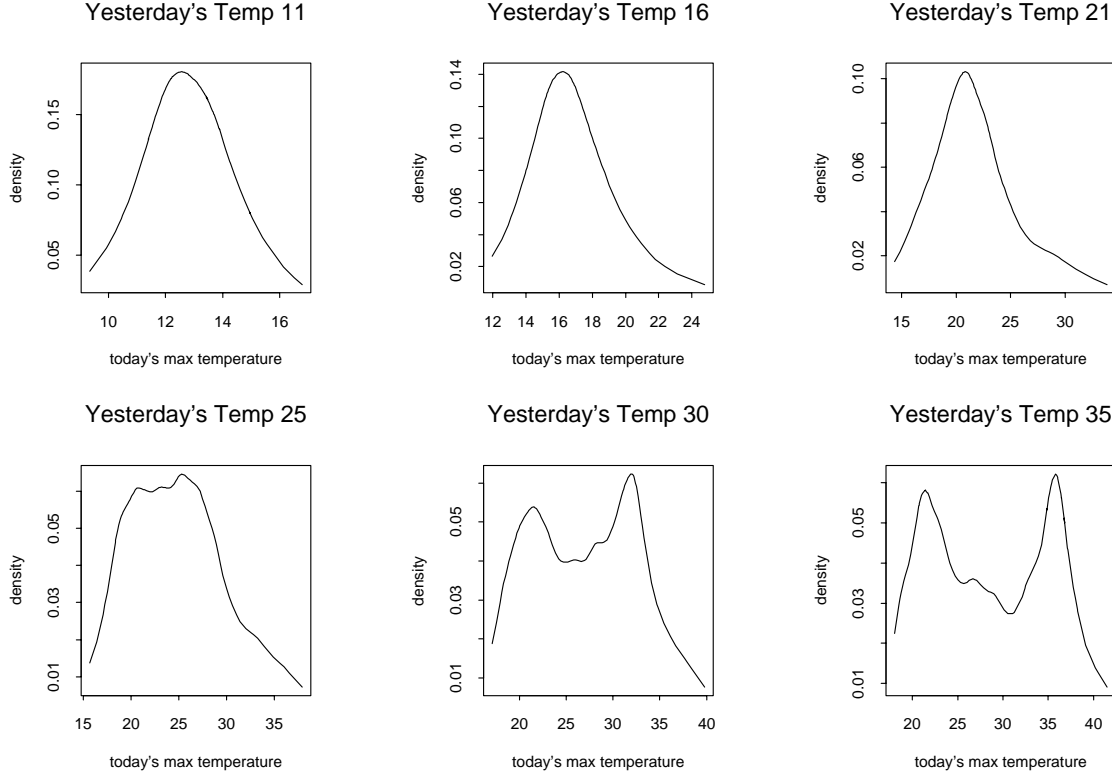 Yesterday's Temp 11
density
0.05 0.10 0.15
10 12 14 16
today's max temperature
Yesterday's Temp 16
density
0.02 0.06 0.10 0.14
12 14 16 18 20 22 24
today's max temperature
Yesterday's Temp 21
density
0.02 0.06 0.10
15 20 25 30
today's max temperature
Yesterday's Temp 25
density
0.01 0.03 0.05
15 20 25 30 35
today's max temperature
Yesterday's Temp 30
density
0.01 0.03 0.05
20 25 30 35 40
today's max temperature
Yesterday's Temp 35
density
0.01 0.03 0.05
20 25 30 35 40
today's max temperature